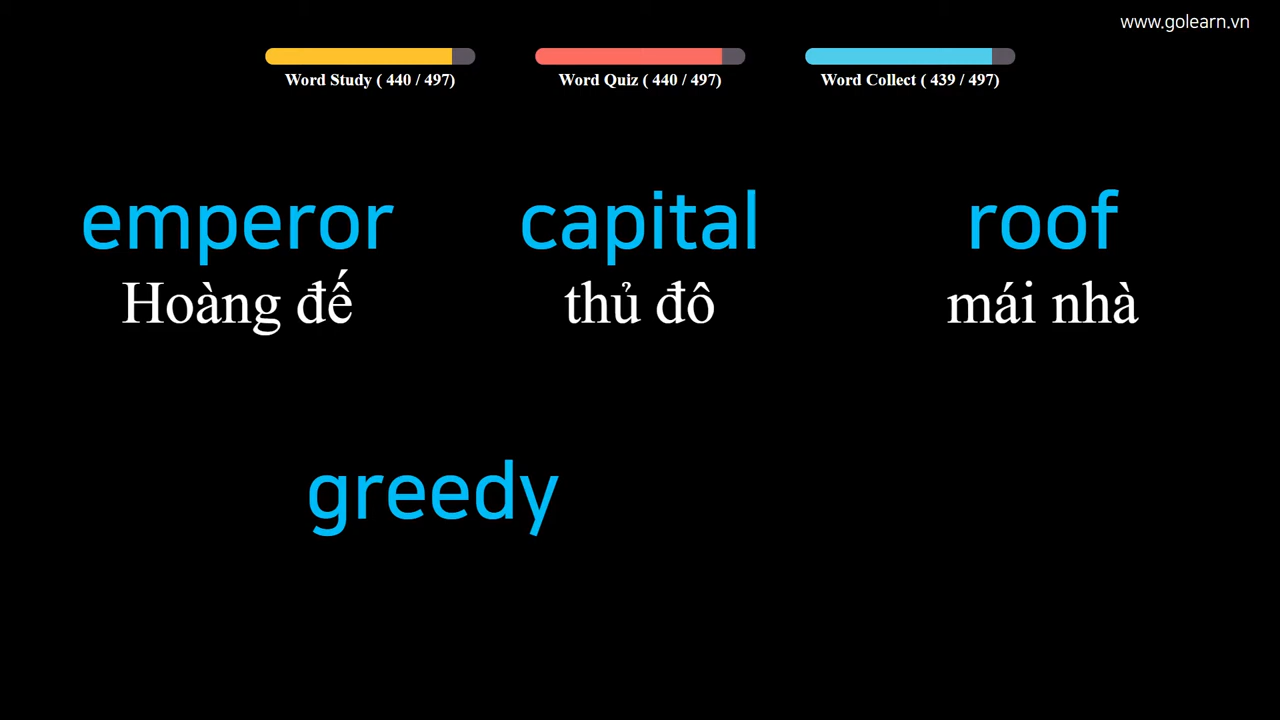 www.golearn.vn
Word Study ( 440 / 497)
Word Quiz ( 440 / 497)
Word Collect ( 439 / 497)
emperor
Hoàng đế
capital
thủ đô
roof
mái nhà
greedy